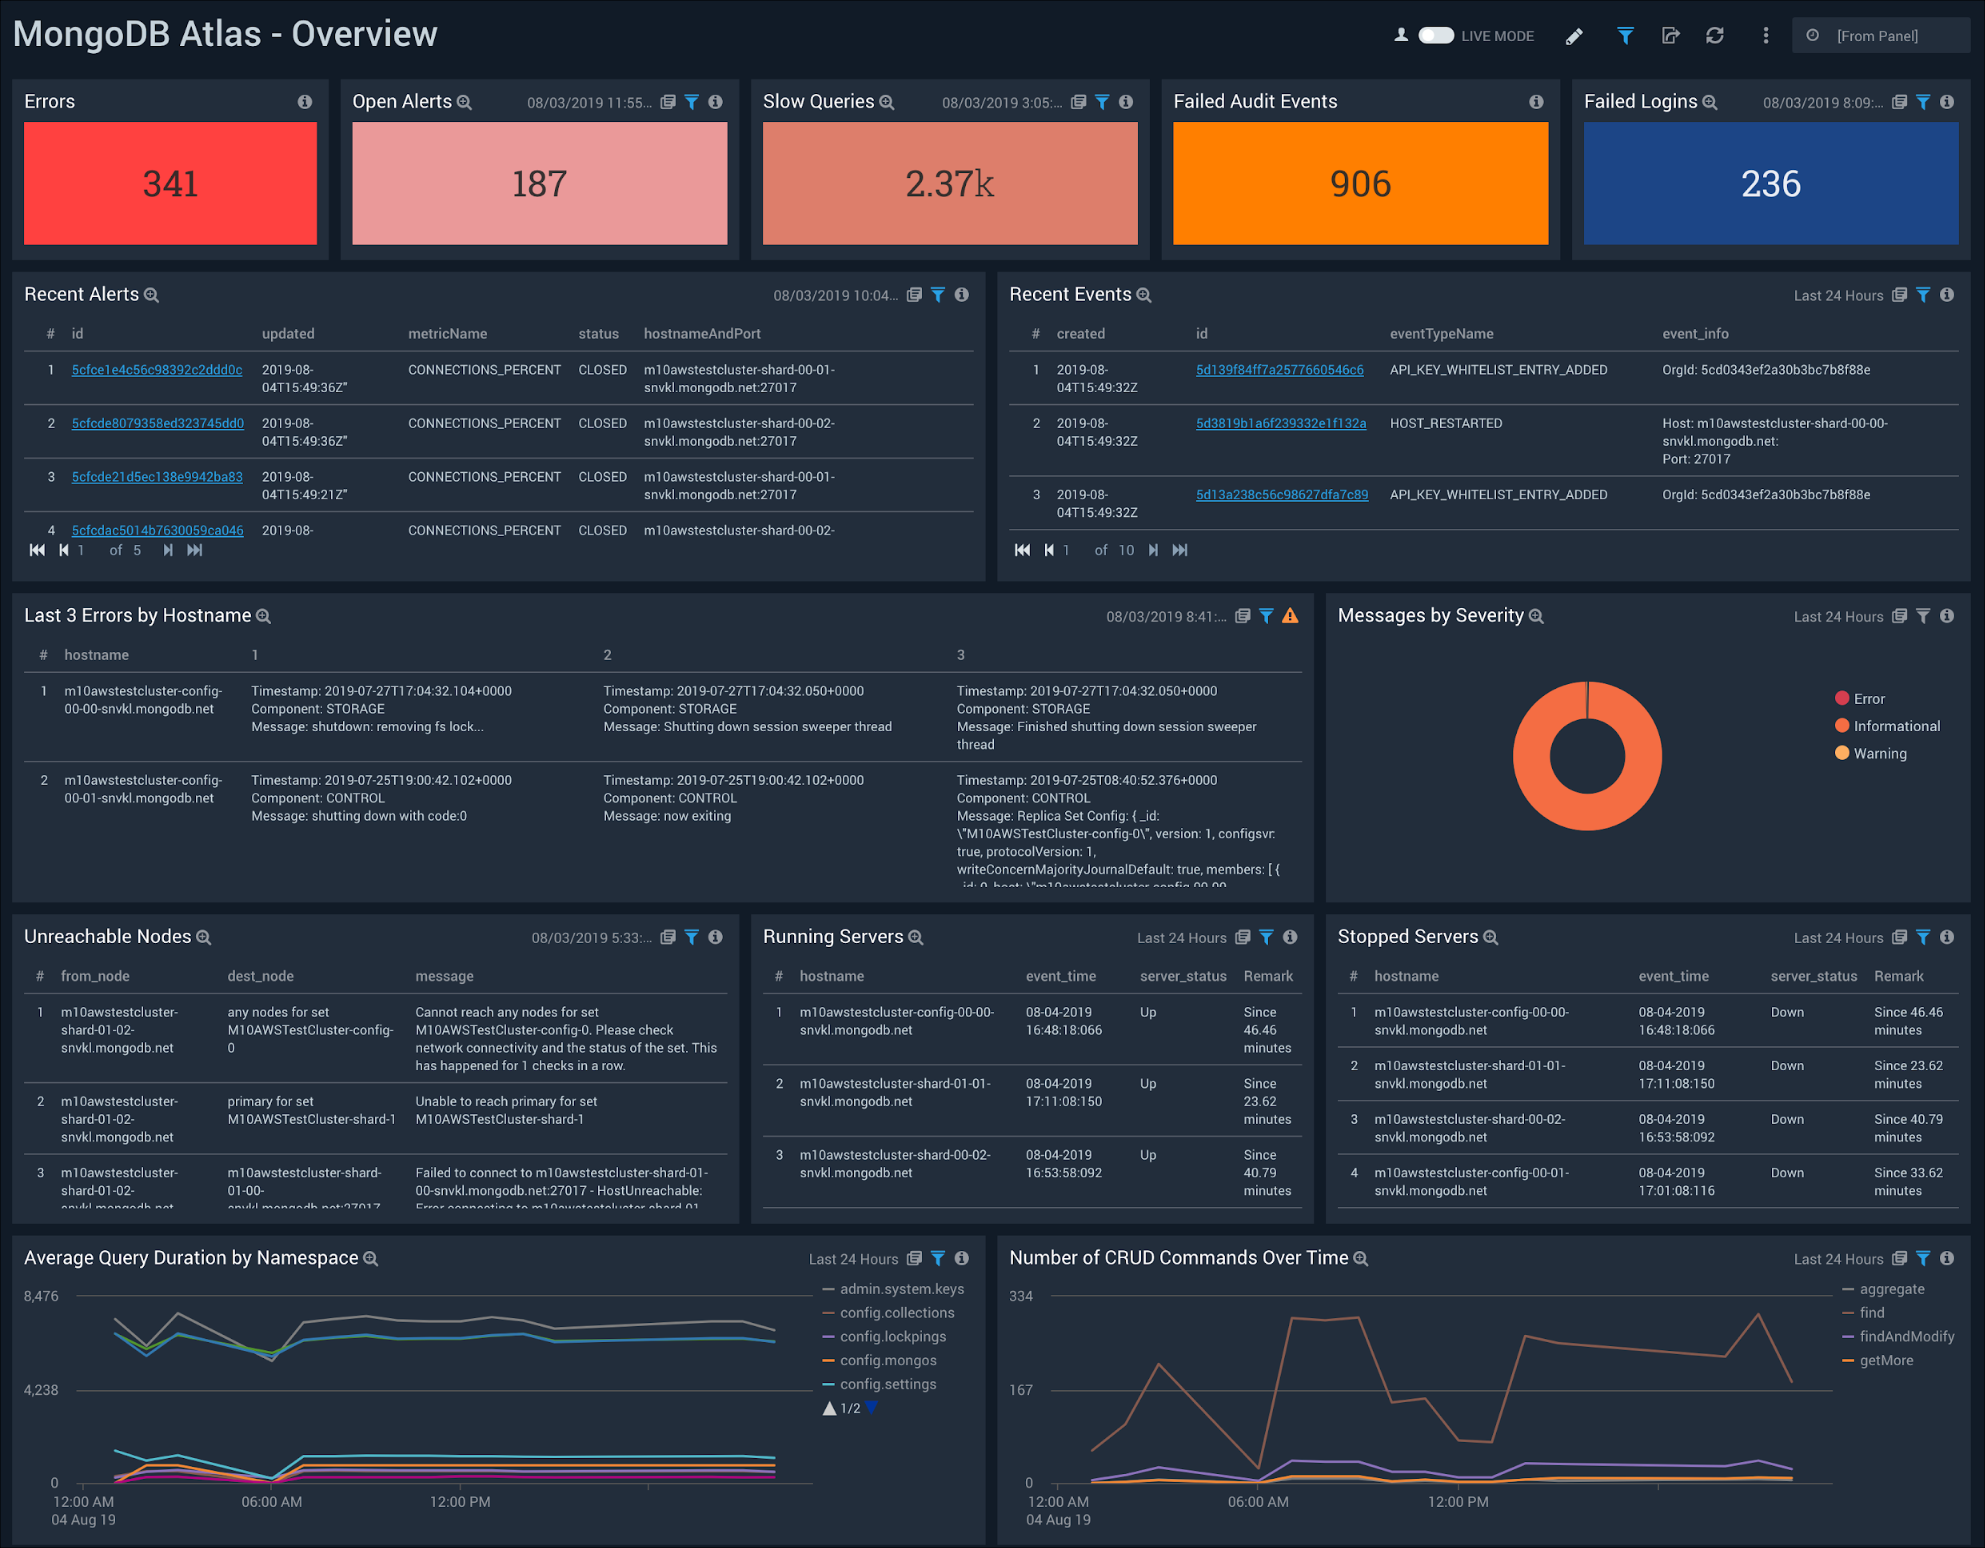 MongoDB Atlas - Overview
LIVE MODE
[From Panel]
Errors
341
Open Alerts
08/03/2019 11:55...
187
Slow Queries
08/03/2019 3:05:...
2.37k
Failed Audit Events
906
Failed Logins
08/03/2019 8:09:...
236
Recent Alerts
08/03/2019 10:04...
# id updated metricName status hostnameAndPort
1 5cfce1e4c56c98392c2ddd0c 2019-08- CONNECTIONS_PERCENT CLOSED m10awstestcluster-shard-00-01-
04T15:49:36Z" snvkl.mongodb.net:27017
2 5cfcde8079358ed323745dd0 2019-08- CONNECTIONS_PERCENT CLOSED m10awstestcluster-shard-00-02-
04T15:49:36Z" snvkl.mongodb.net:27017
3 5cfcde21d5ec138e9942ba83 2019-08- CONNECTIONS_PERCENT CLOSED m10awstestcluster-shard-00-01-
04T15:49:21Z" snvkl.mongodb.net:27017
4 5cfcdac5014b7630059ca046 2019-08- CONNECTIONS_PERCENT CLOSED m10awstestcluster-shard-00-02-
1 of 5
Recent Events
Last 24 Hours
# created id eventTypeName event_info
1 2019-08- 5d139f84ff7a2577660546c6 API_KEY_WHITELIST_ENTRY_ADDED OrgId: 5cd0343ef2a30b3bc7b8f88e
04T15:49:32Z
2 2019-08- 5d3819b1a6f239332e1f132a HOST_RESTARTED Host: m10awstestcluster-shard-00-00-
04T15:49:32Z snvkl.mongodb.net:
Port: 27017
3 2019-08- 5d13a238c56c98627dfa7c89 API_KEY_WHITELIST_ENTRY_ADDED OrgId: 5cd0343ef2a30b3bc7b8f88e
04T15:49:32Z
1 of 10
Last 3 Errors by Hostname
08/03/2019 8:41:...
# hostname 1 2 3
1 m10awstestcluster-config- Timestamp: 2019-07-27T17:04:32.104+0000 Timestamp: 2019-07-27T17:04:32.050+0000 Timestamp: 2019-07-27T17:04:32.050+0000
00-00-snvkl.mongodb.net Component: STORAGE Component: STORAGE Component: STORAGE
Message: shutdown: removing fs lock... Message: Shutting down session sweeper thread Message: Finished shutting down session sweeper
thread
2 m10awstestcluster-config- Timestamp: 2019-07-25T19:00:42.102+0000 Timestamp: 2019-07-25T19:00:42.102+0000 Timestamp: 2019-07-25T08:40:52.376+0000
00-01-snvkl.mongodb.net Component: CONTROL Component: CONTROL Component: CONTROL
Message: shutting down with code:0 Message: now exiting Message: Replica Set Config: { _id:
\"M10AWSTestCluster-config-0\", version: 1, configsvr:
true, protocolVersion: 1,
writeConcernMajorityJournalDefault: true, members: [ {
Messages by Severity
Last 24 Hours
Error
Informational
Warning
Unreachable Nodes
08/03/2019 5:33:...
# from_node dest_node message
1 m10awstestcluster- any nodes for set Cannot reach any nodes for set
shard-01-02- M10AWSTestCluster-config- M10AWSTestCluster-config-0. Please check
snvkl.mongodb.net 0 network connectivity and the status of the set. This
has happened for 1 checks in a row.
2 m10awstestcluster- primary for set Unable to reach primary for set
shard-01-02- M10AWSTestCluster-shard-1 M10AWSTestCluster-shard-1
snvkl.mongodb.net
3 m10awstestcluster- m10awstestcluster-shard- Failed to connect to m10awstestcluster-shard-01-
shard-01-02- 01-00- 00-snvkl.mongodb.net:27017 - HostUnreachable:
Running Servers
Last 24 Hours
# hostname event_time server_status Remark
1 m10awstestcluster-config-00-00- 08-04-2019 Up Since
snvkl.mongodb.net 16:48:18:066 46.46
minutes
2 m10awstestcluster-shard-01-01- 08-04-2019 Up Since
snvkl.mongodb.net 17:11:08:150 23.62
minutes
3 m10awstestcluster-shard-00-02- 08-04-2019 Up Since
snvkl.mongodb.net 16:53:58:092 40.79
minutes
Stopped Servers
Last 24 Hours
# hostname event_time server_status Remark
1 m10awstestcluster-config-00-00- 08-04-2019 Down Since 46.46
snvkl.mongodb.net 16:48:18:066 minutes
2 m10awstestcluster-shard-01-01- 08-04-2019 Down Since 23.62
snvkl.mongodb.net 17:11:08:150 minutes
3 m10awstestcluster-shard-00-02- 08-04-2019 Down Since 40.79
snvkl.mongodb.net 16:53:58:092 minutes
4 m10awstestcluster-config-00-01- 08-04-2019 Down Since 33.62
snvkl.mongodb.net 17:01:08:116 minutes
Average Query Duration by Namespace
Last 24 Hours
8,476
4,238
0
12:00 AM 06:00 AM 12:00 PM
04 Aug 19
admin.system.keys
config.collections
config.lockpings
config.mongos
config.settings
1/2
Number of CRUD Commands Over Time
Last 24 Hours
334
167
0
12:00 AM 06:00 AM 12:00 PM
04 Aug 19
aggregate
find
findAndModify
getMore